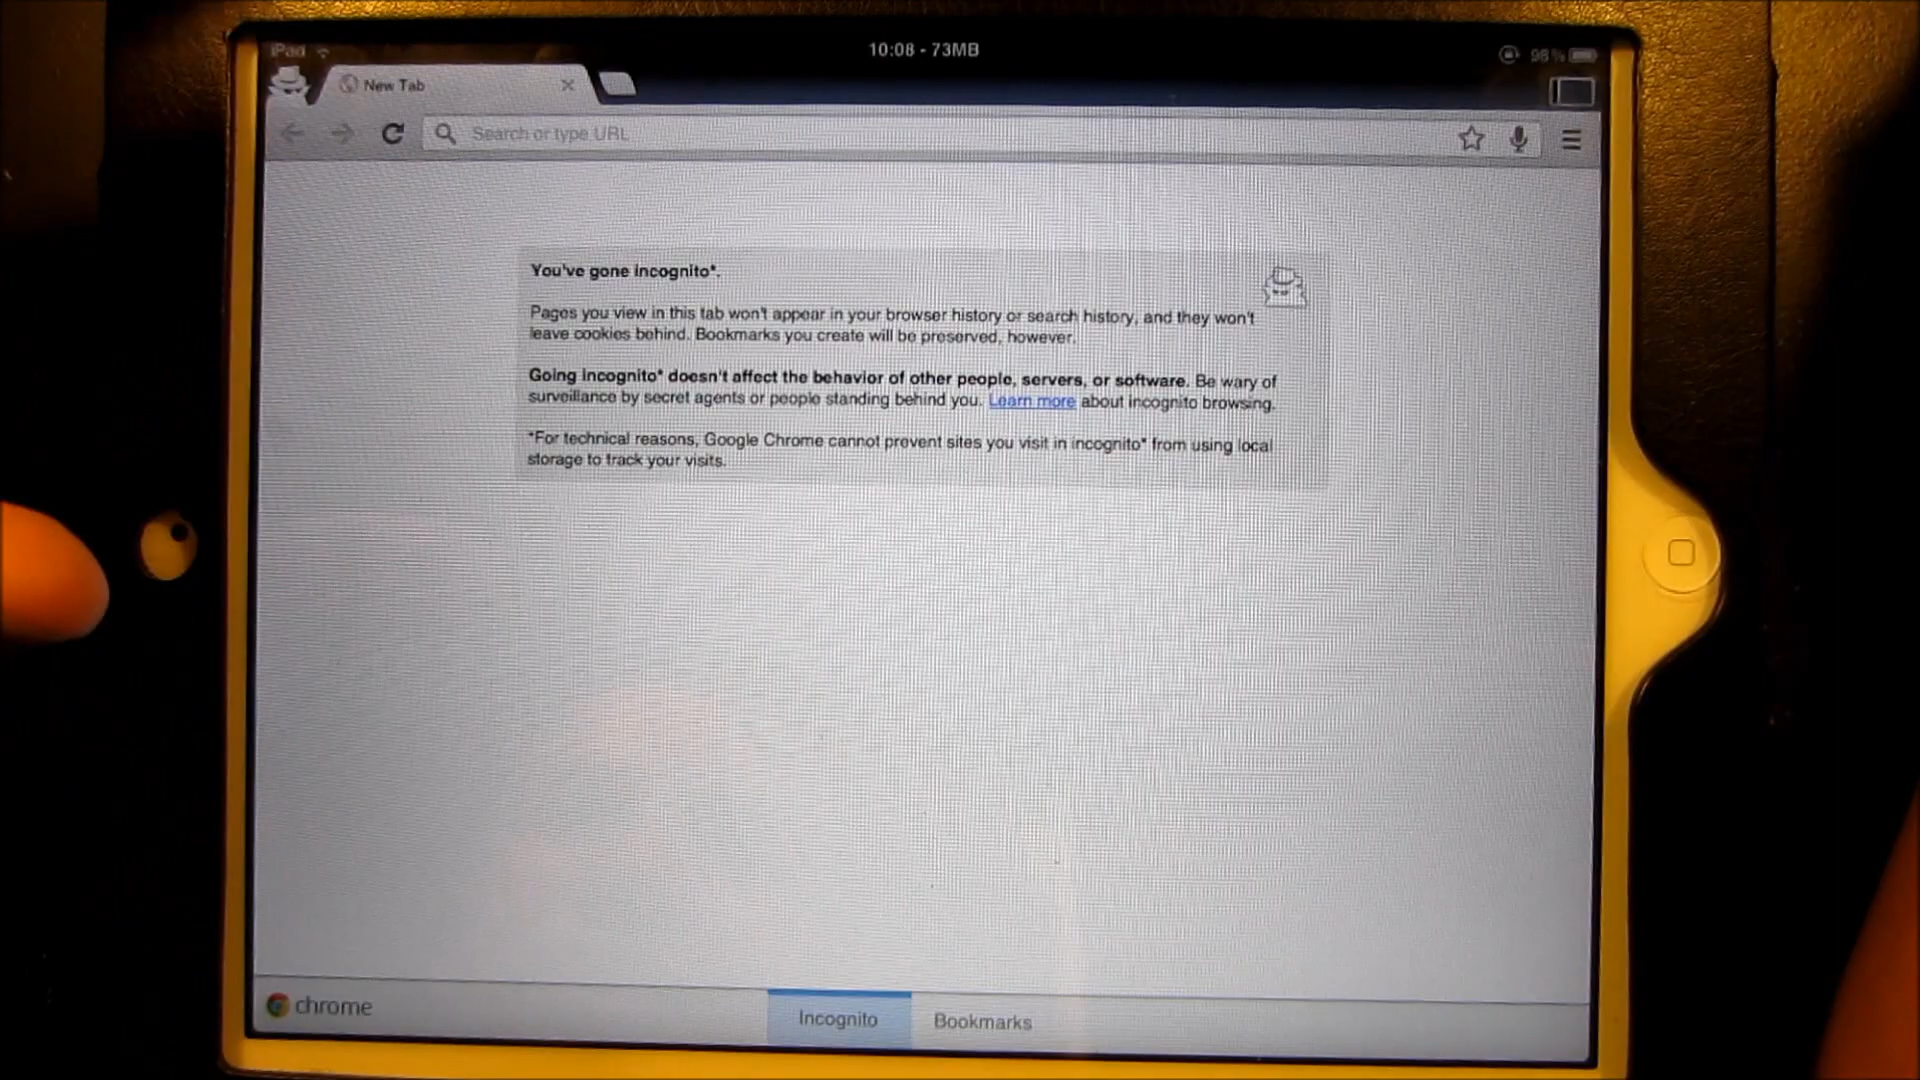 iPad 10:08 - 73MB 98%
New Tab
Search or type URL
You've gone incognito*.
Pages you view in this tab won't appear in your browser history or search history, and they won't
leave cookies behind. Bookmarks you create will be preserved, however.
Going incognito* doesn't affect the behavior of other people, servers, or software. Be wary of
surveillance by secret agents or people standing behind you. Learn more about incognito browsing.
*For technical reasons, Google Chrome cannot prevent sites you visit in incognito* from using local
storage to track your visits.
chrome Incognito Bookmarks